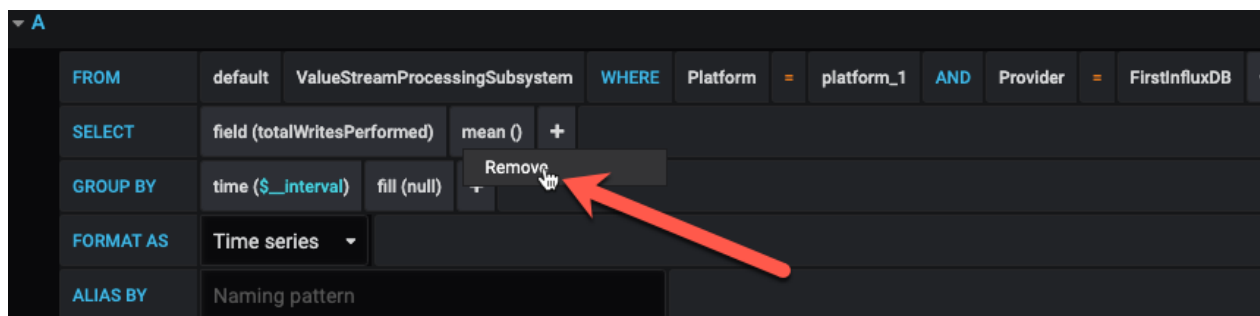 A
FROM default ValueStreamProcessingSubsystem WHERE Platform = platform_1 AND Provider = FirstInfluxDB
SELECT field (totalWritesPerformed) mean () +
Remove
GROUP BY time ($__interval) fill (null) +
FORMAT AS Time series
ALIAS BY Naming pattern